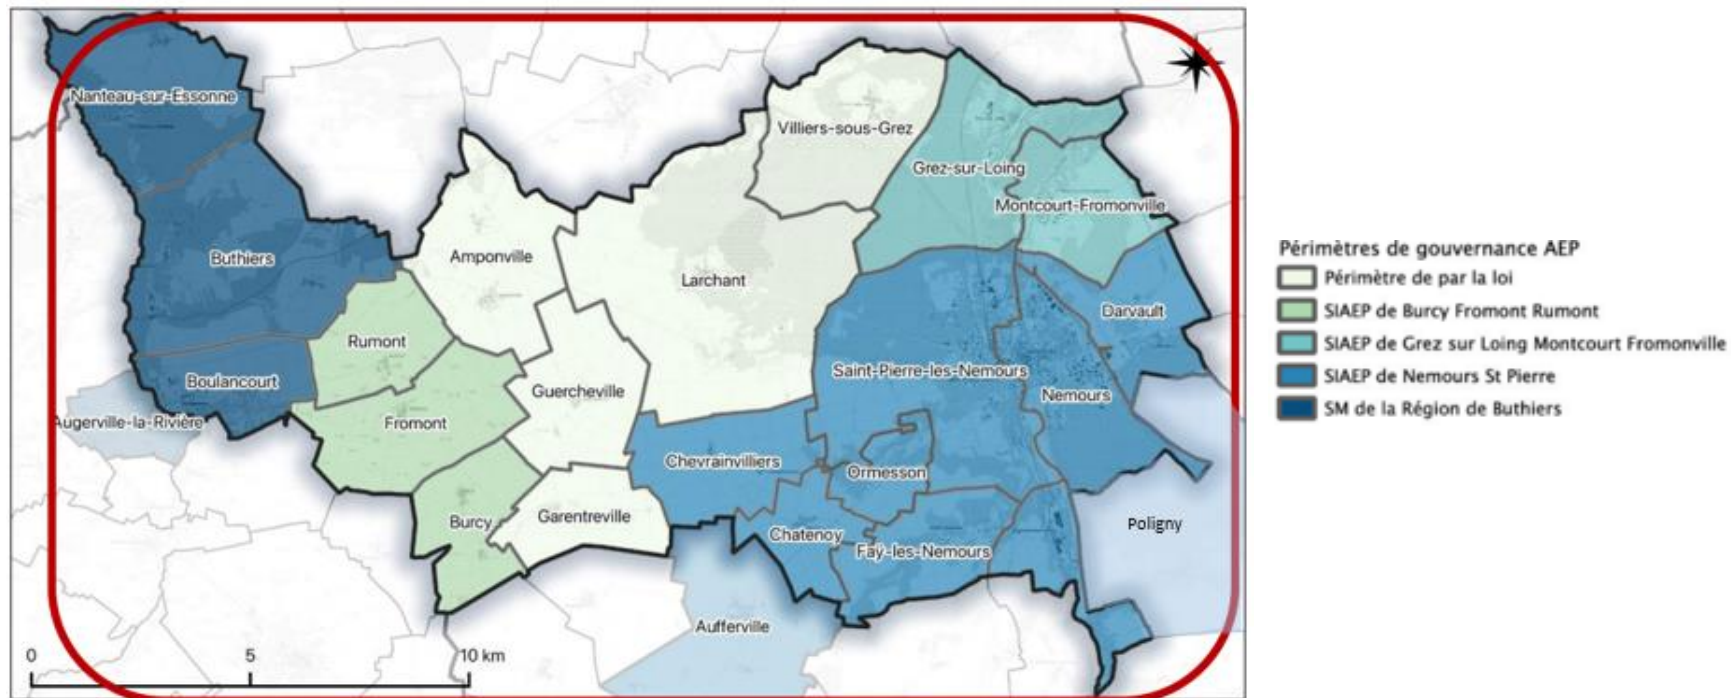 Nanteau-sur-Essonne
Villiers-sous-Grez
Grez-sur-Loing
Montcourt-Fromonville
Buthiers
Amponville
Larchant
Darvault
Rumont
Saint-Pierre-les-Nemours
Boulancourt
Guercheville
Nemours
Augerville-la-Rivière
Fromont
Chevrainvilliers
Ormesson
Burcy
Garentreville
Poligny
Chatenoy
Faÿ-les-Nemours
Aufferville
0 5 10 km
Périmètres de gouvernance AEP
Périmètre de par la loi
SIAEP de Burcy Fromont Rumont
SIAEP de Grez sur Loing Montcourt Fromonville
SIAEP de Nemours St Pierre
SM de la Région de Buthiers